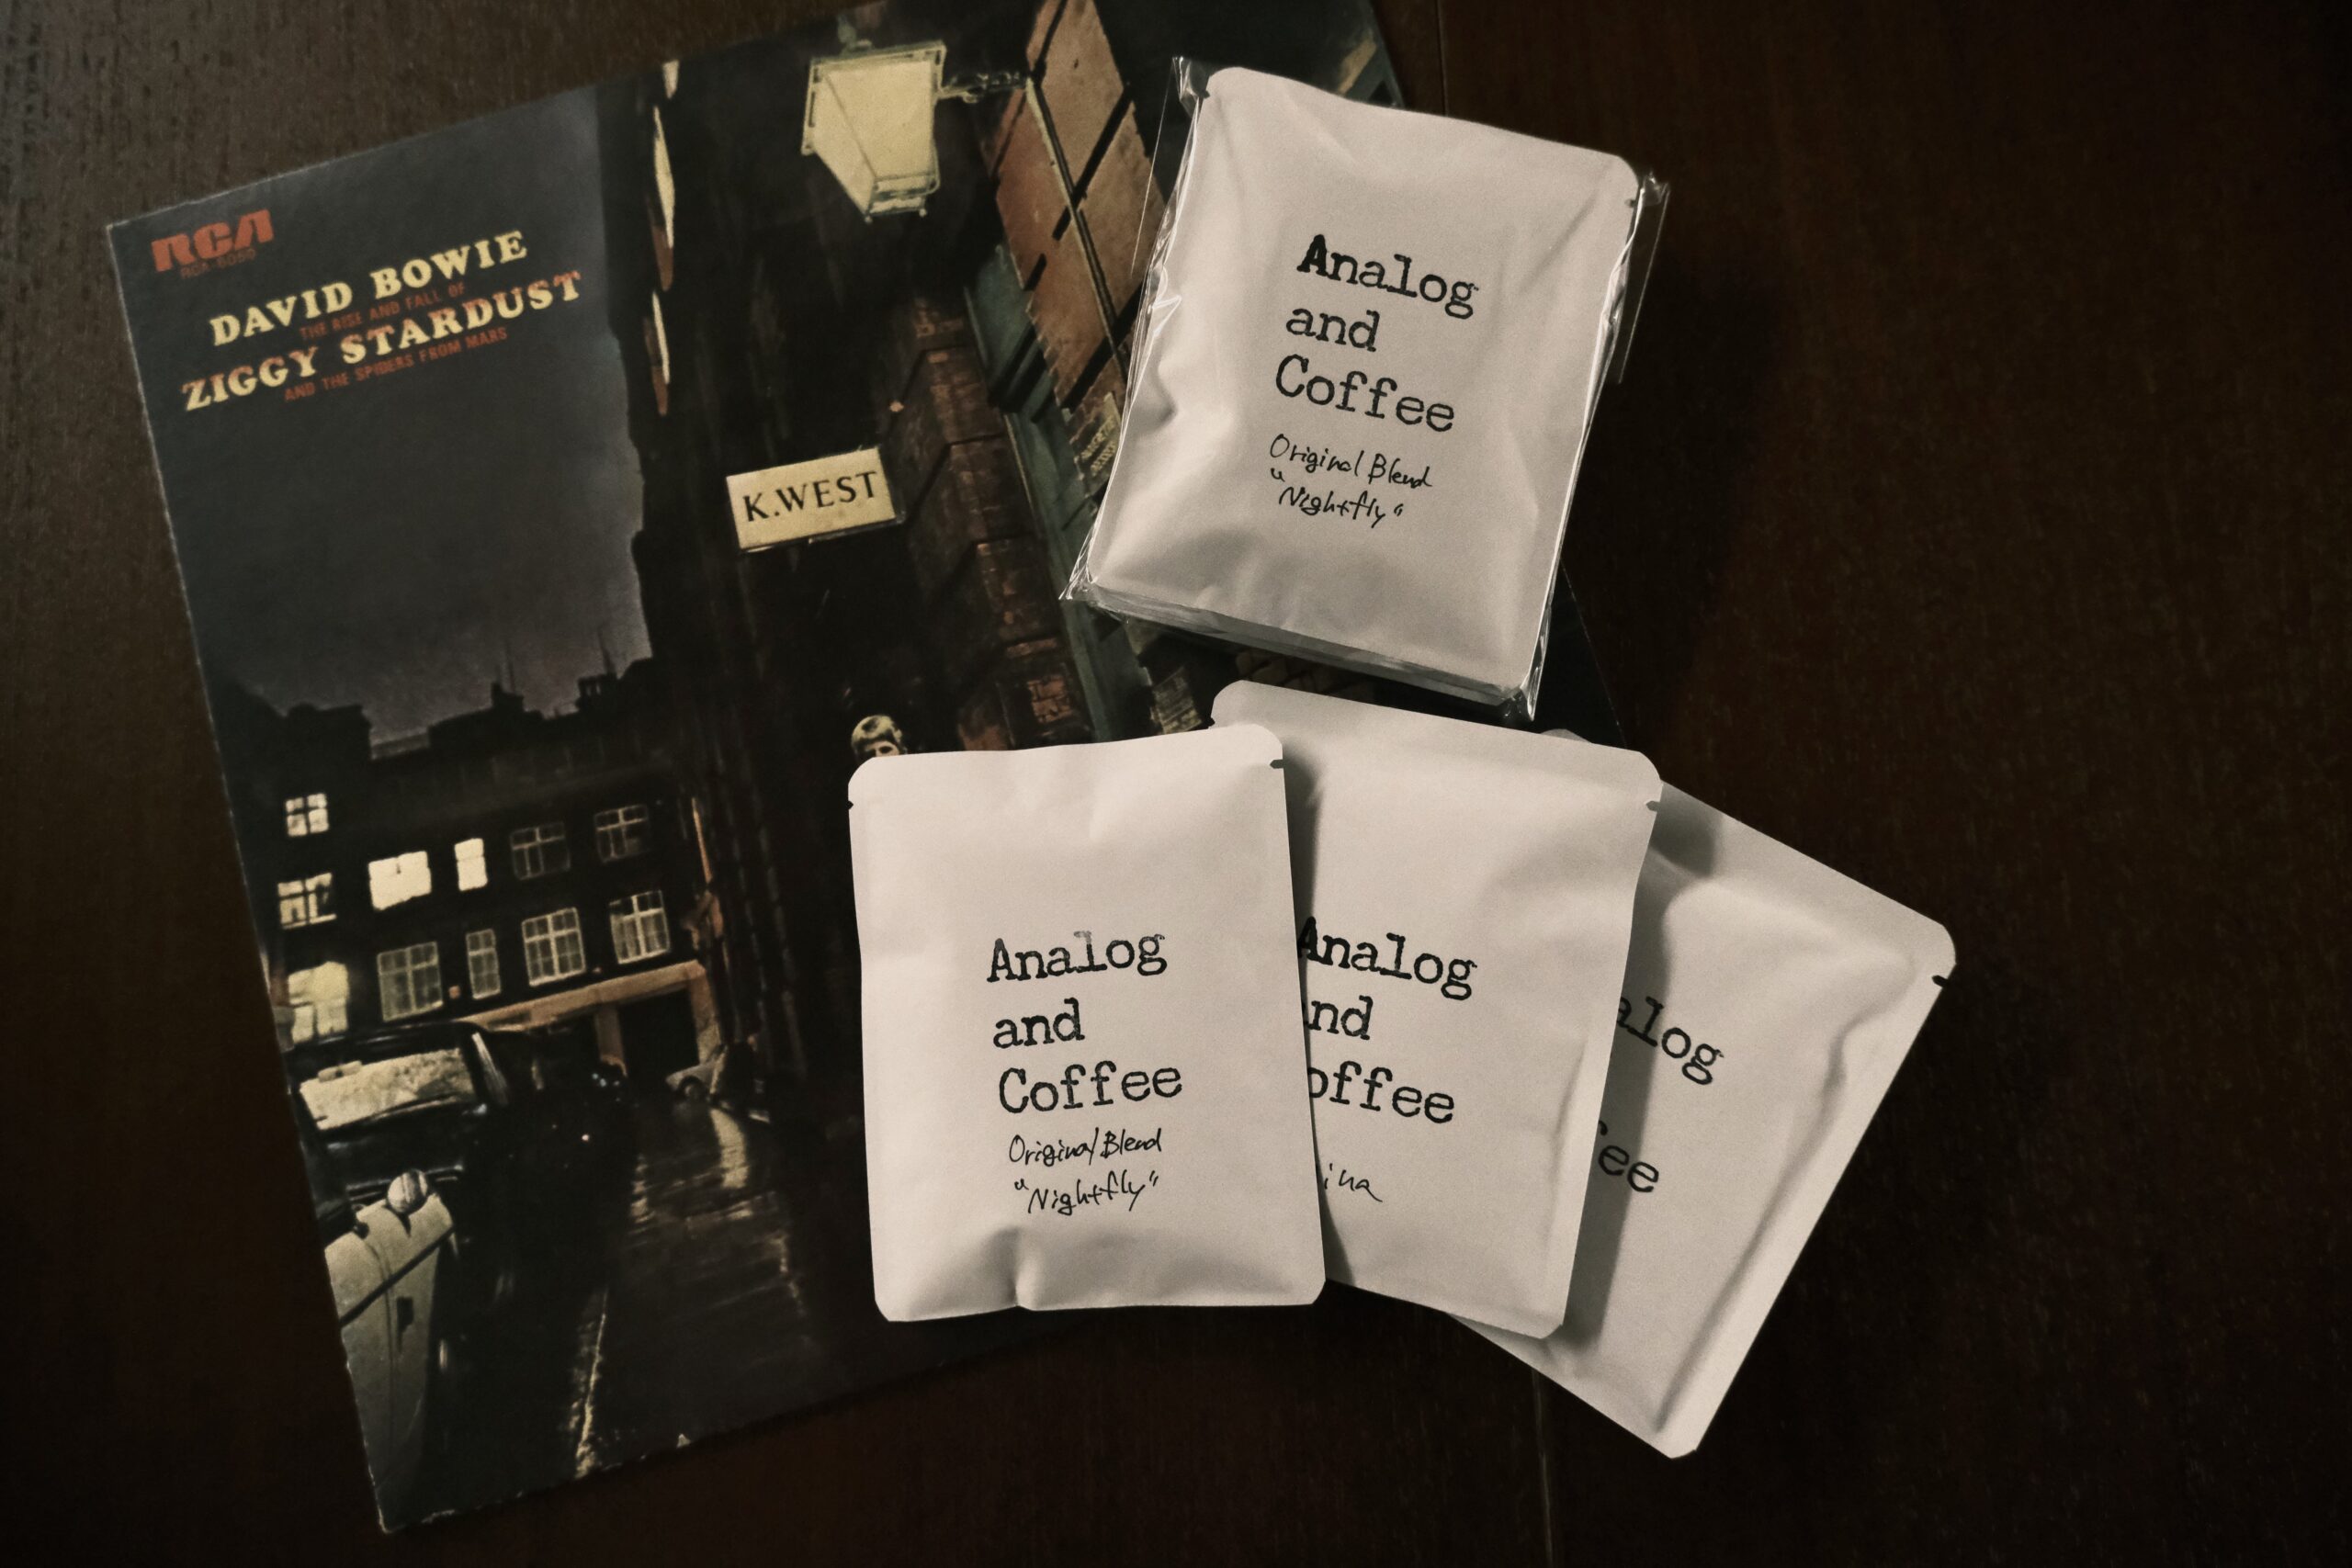 RCA
DAVID BOWIE
THE RISE AND FALL OF
ZIGGY STARDUST
AND THE SPIDERS FROM MARS
K.WEST
Analog
and
Coffee
Original Blend
"Nightfly"
Analog
and
Coffee
Original Blend
"Nightfly"
Analog
nd
offee
ina
alog
ee